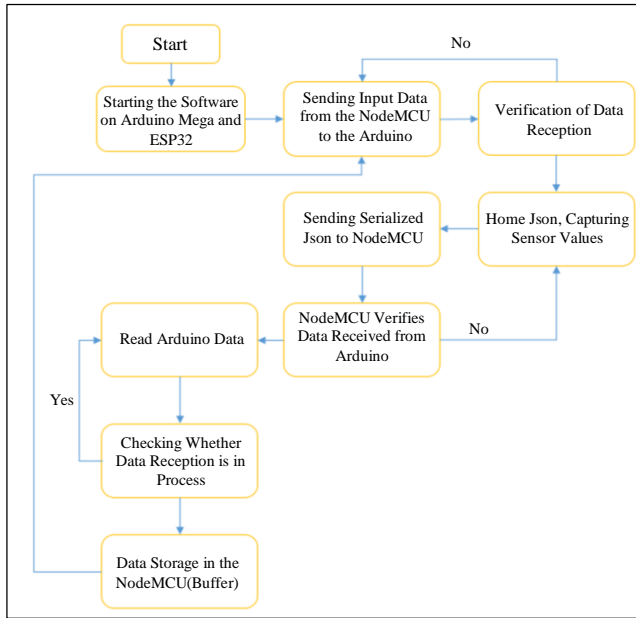 Start
No
Starting the Software
on Arduino Mega and
ESP32
Sending Input Data
from the NodeMCU
to the Arduino
Verification of Data
Reception
Sending Serialized
Json to NodeMCU
Home Json, Capturing
Sensor Values
Read Arduino Data
NodeMCU Verifies
Data Received from
Arduino
No
Yes
Checking Whether
Data Reception is in
Process
Data Storage in the
NodeMCU(Buffer)